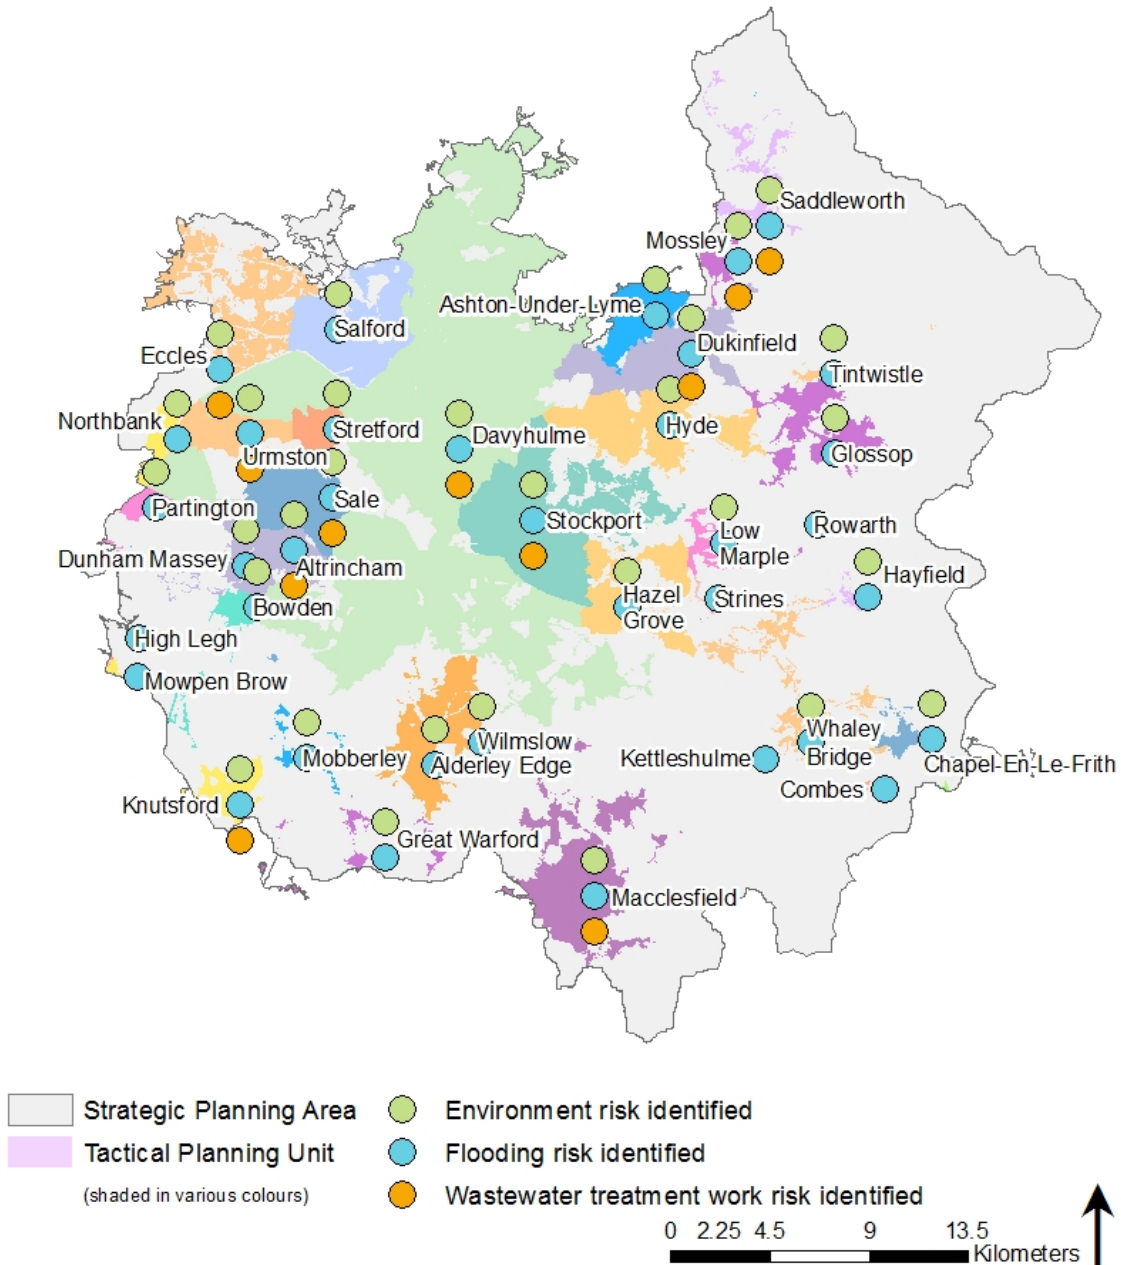 Saddleworth
Mossley
Ashton-Under-Lyme
Salford
Dukinfield
Eccles
Tintwistle
Northbank
Stretford
Davyhulme
Hyde
Urmston
Glossop
Sale
Partington
Stockport
Rowarth
Low
Marple
Dunham Massey
Altrincham
Hayfield
Bowden
Hazel
Grove
Strines
High Legh
Mowpen Brow
Whaley
Bridge
Wilmslow
Mobberley
Alderley Edge
Kettleshulme
Chapel-En-Le-Frith
Combes
Knutsford
Great Warford
Macclesfield
Strategic Planning Area
Environment risk identified
Tactical Planning Unit
Flooding risk identified
(shaded in various colours)
Wastewater treatment work risk identified
0 2.25 4.5 9 13.5
Kilometers